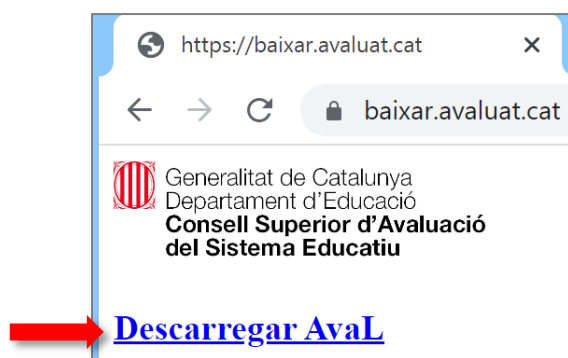 https://baixar.avaluat.cat
baixar.avaluat.cat
Generalitat de Catalunya
Departament d'Educació
Consell Superior d'Avaluació
del Sistema Educatiu
Descarregar AvaL